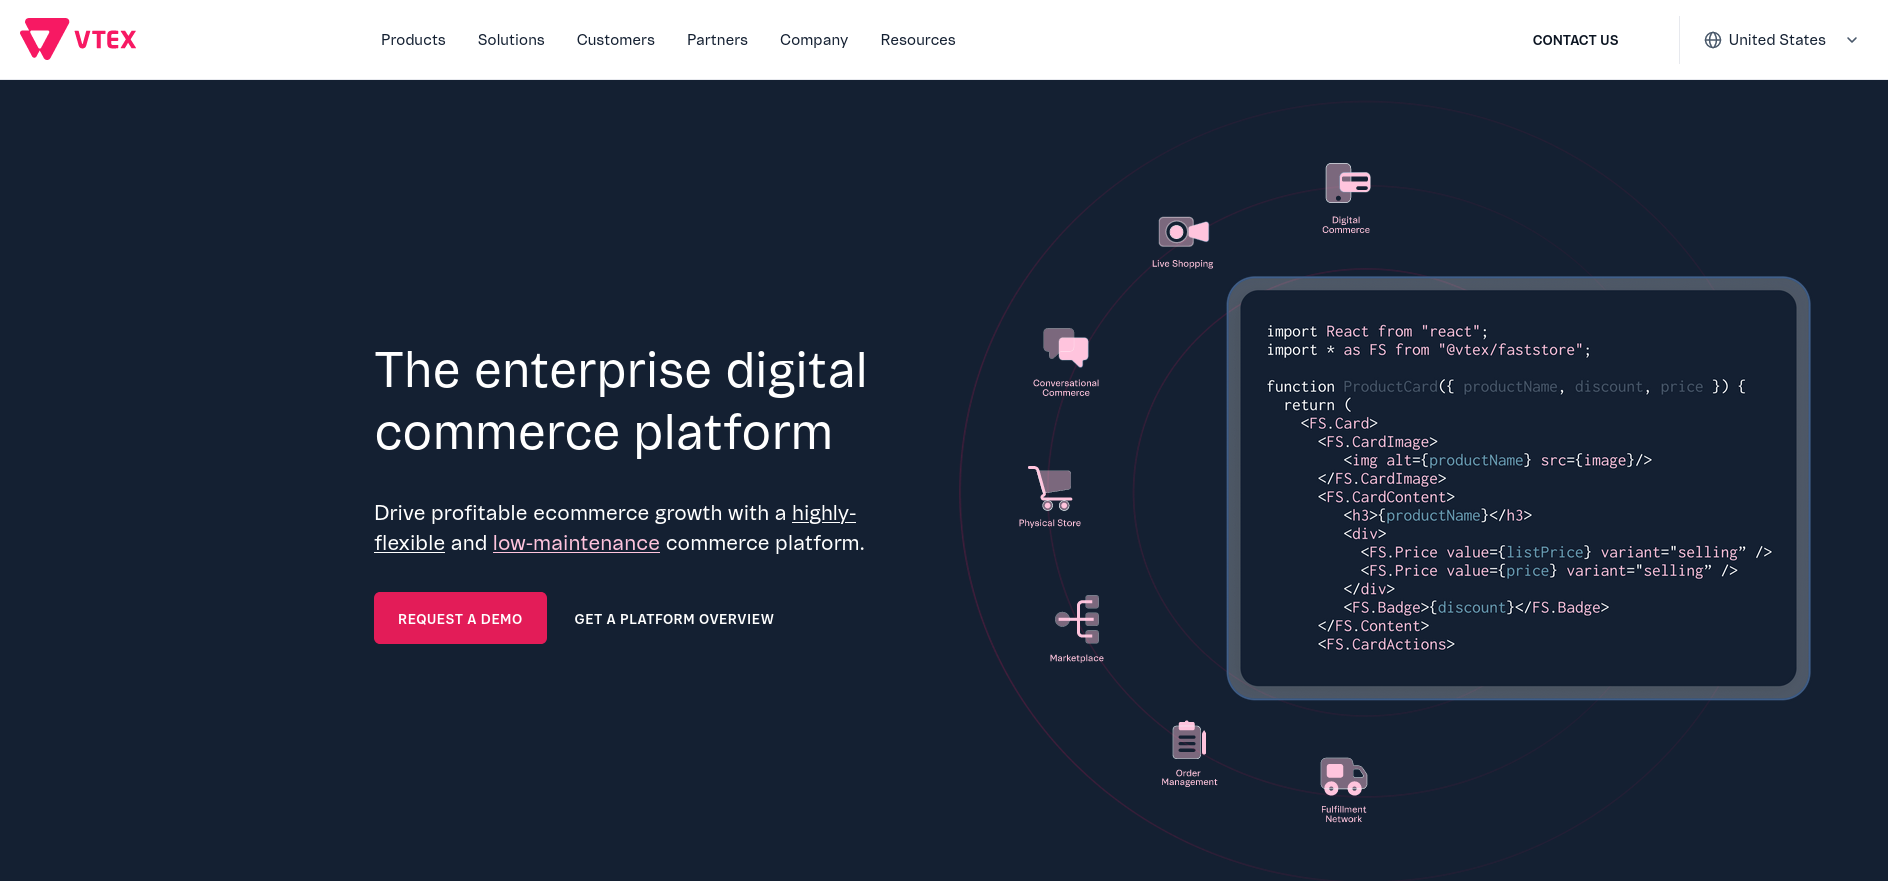 VTEX
Products
Solutions
Customers
Partners
Company
Resources
CONTACT US
United States
The enterprise digital
commerce platform
Drive profitable ecommerce growth with a highly-
flexible and low-maintenance commerce platform.
REQUEST A DEMO
GET A PLATFORM OVERVIEW
Digital
Commerce
Live Shopping
Conversational
Commerce
Physical Store
Marketplace
Order
Management
Fulfillment
Network
import React from "react";
import * as FS from "@vtex/faststore";
function ProductCard({ productName, discount, price }) {
return (
<FS.Card>
<FS.CardImage>
<img alt={productName} src={image}/>
</FS.CardImage>
<FS.CardContent>
<h3>{productName}</h3>
<div>
<FS.Price value={listPrice} variant="selling” />
<FS.Price value={price} variant="selling” />
</div>
<FS.Badge>{discount}</FS.Badge>
</FS.Content>
<FS.CardActions>